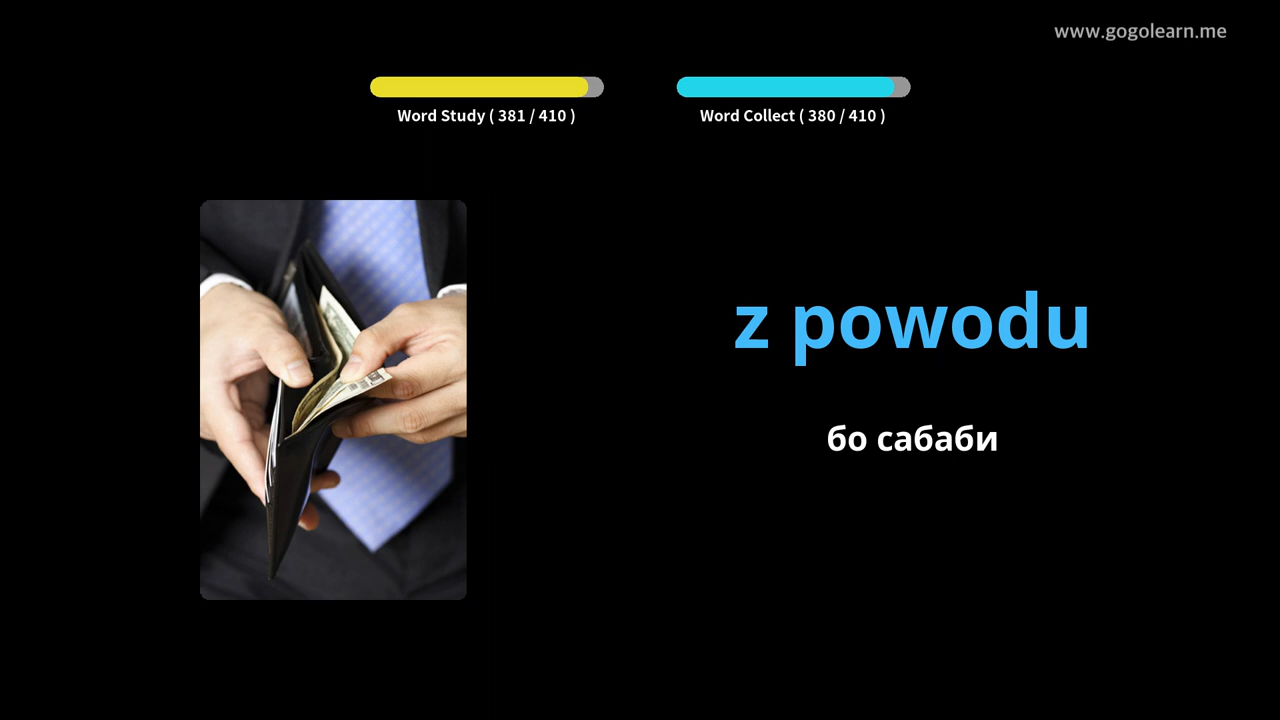 www.gogolearn.me
Word Study ( 381 / 410 )
Word Collect ( 380 / 410 )
z powodu
бо сабаби